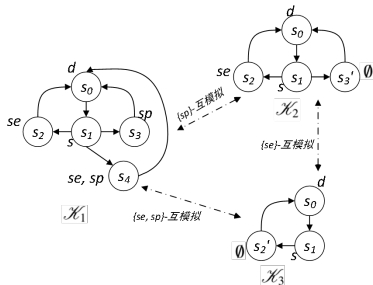 d
s0
se
sp
s2
s1
s3
s
se, sp
s4
𝒦1
{sp}-互模拟
d
s0
se
s2
s1
s3'
∅
s
𝒦2
{se}-互模拟
{se, sp}-互模拟
d
s0
∅
s2'
s1
s
𝒦3